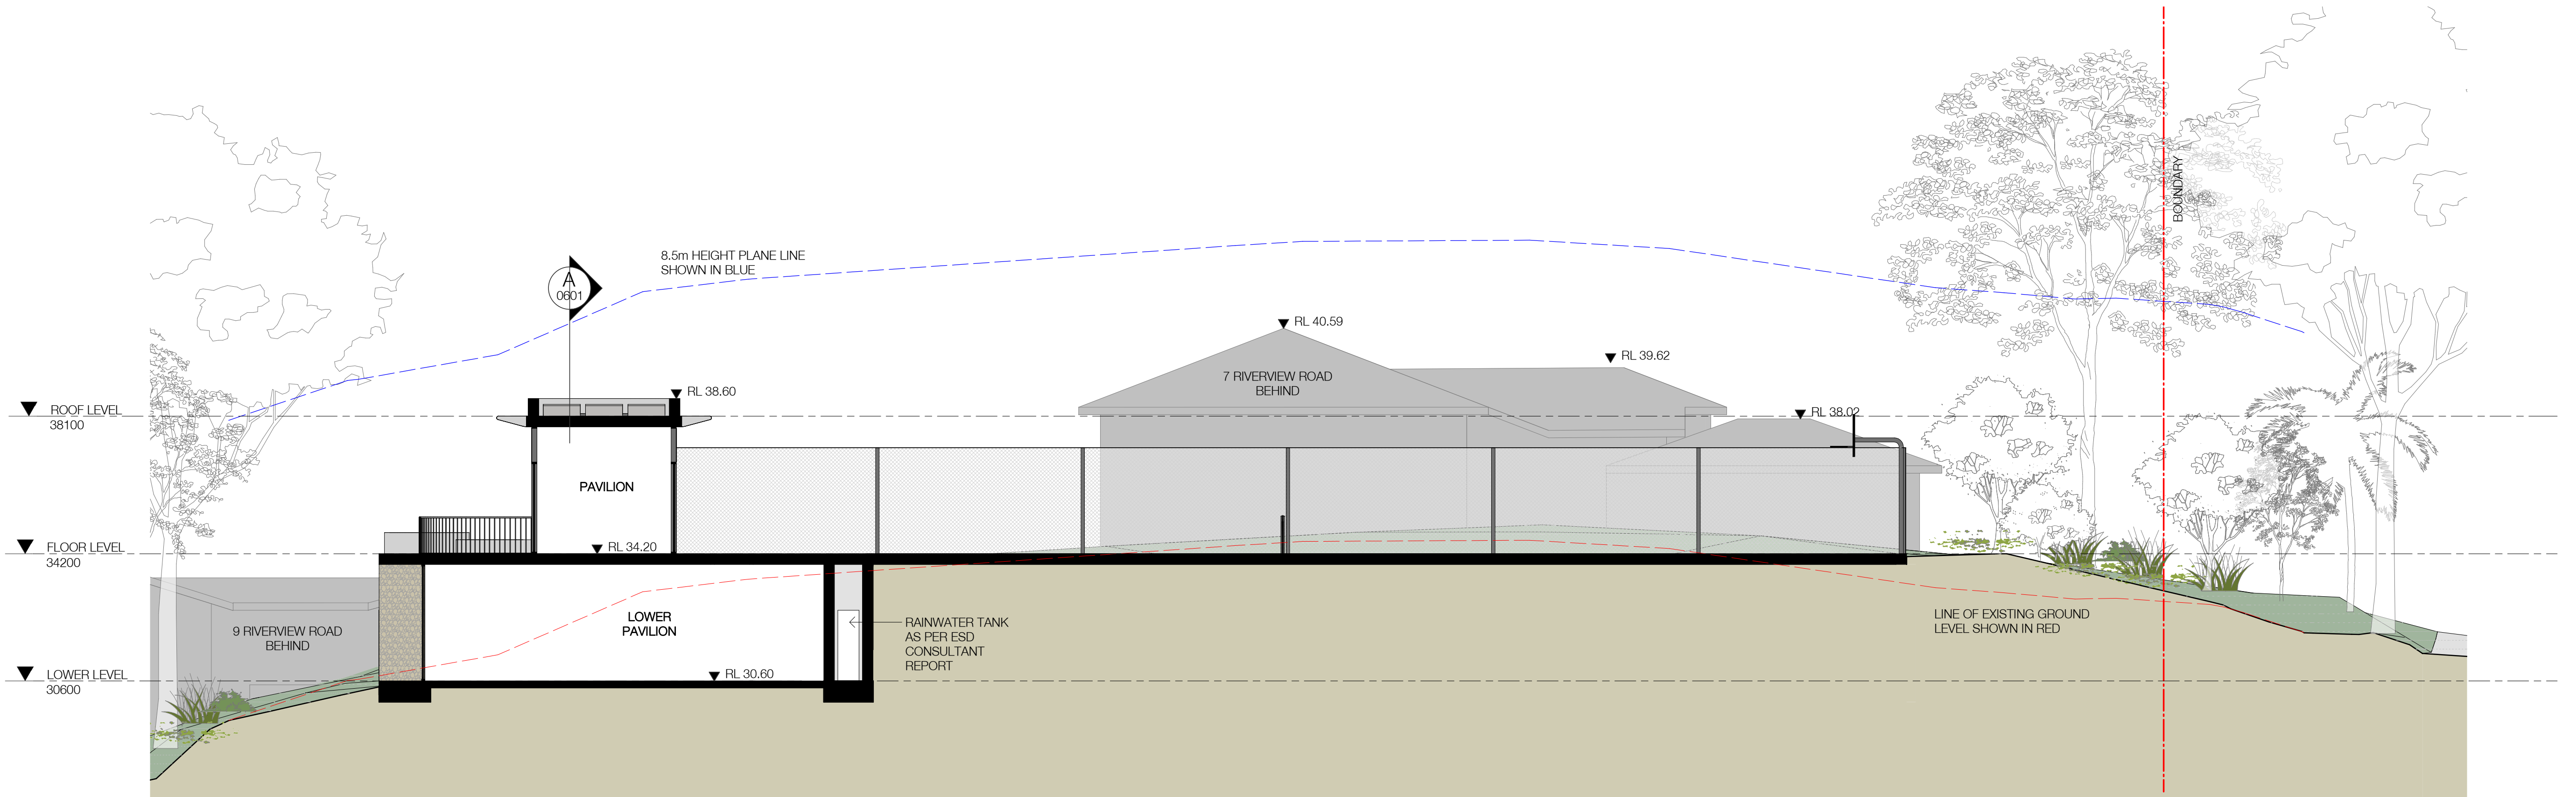 BOUNDARY
8.5m HEIGHT PLANE LINE
SHOWN IN BLUE
A
0601
RL 40.59
RL 39.62
7 RIVERVIEW ROAD
BEHIND
RL 38.60
ROOF LEVEL
38100
RL 38.02
PAVILION
FLOOR LEVEL
34200
RL 34.20
LOWER
PAVILION
RAINWATER TANK
AS PER ESD
CONSULTANT
REPORT
LINE OF EXISTING GROUND
LEVEL SHOWN IN RED
9 RIVERVIEW ROAD
BEHIND
LOWER LEVEL
30600
RL 30.60